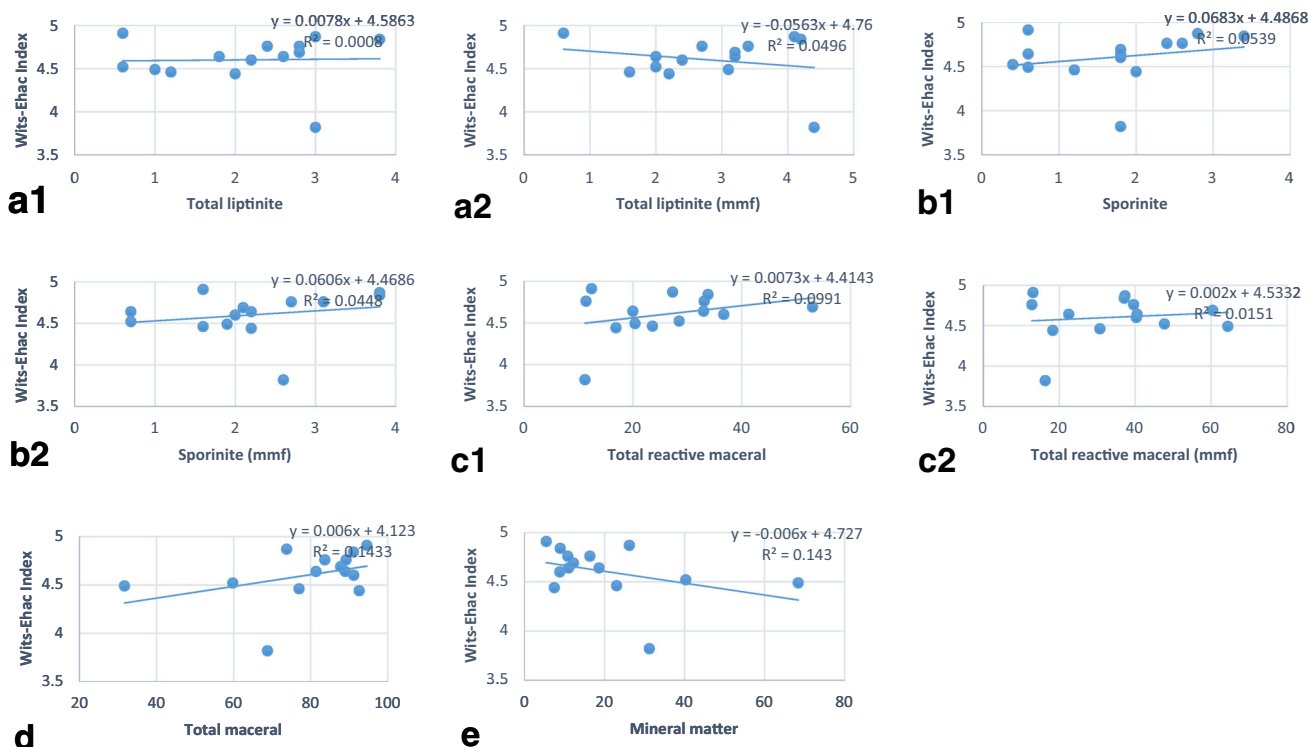 y = 0.0078x + 4.5863
R² = 0.0008
5
4.5
4
3.5
Wits-Ehac Index
0 1 2 3 4
Total liptinite
a1
y = -0.0563x + 4.76
R² = 0.0496
5
4.5
4
3.5
Wits-Ehac Index
0 1 2 3 4 5
Total liptinite (mmf)
a2
y = 0.0683x + 4.4868
R² = 0.0539
5
4.5
4
3.5
Wits-Ehac Index
0 1 2 3 4
Sporinite
b1
y = 0.0606x + 4.4686
R² = 0.0448
5
4.5
4
3.5
Wits-Ehac Index
0 1 2 3 4
Sporinite (mmf)
b2
y = 0.0073x + 4.4143
R² = 0.0991
5
4.5
4
3.5
Wits-Ehac Index
0 20 40 60
Total reactive maceral
c1
y = 0.002x + 4.5332
R² = 0.0151
5
4.5
4
3.5
Wits-Ehac Index
0 20 40 60 80
Total reactive maceral (mmf)
c2
y = 0.006x + 4.123
R² = 0.1433
5
4.5
4
3.5
Wits-Ehac Index
20 40 60 80 100
Total maceral
d
y = -0.006x + 4.727
R² = 0.143
5
4.5
4
3.5
Wits-Ehac Index
0 20 40 60 80
Mineral matter
e